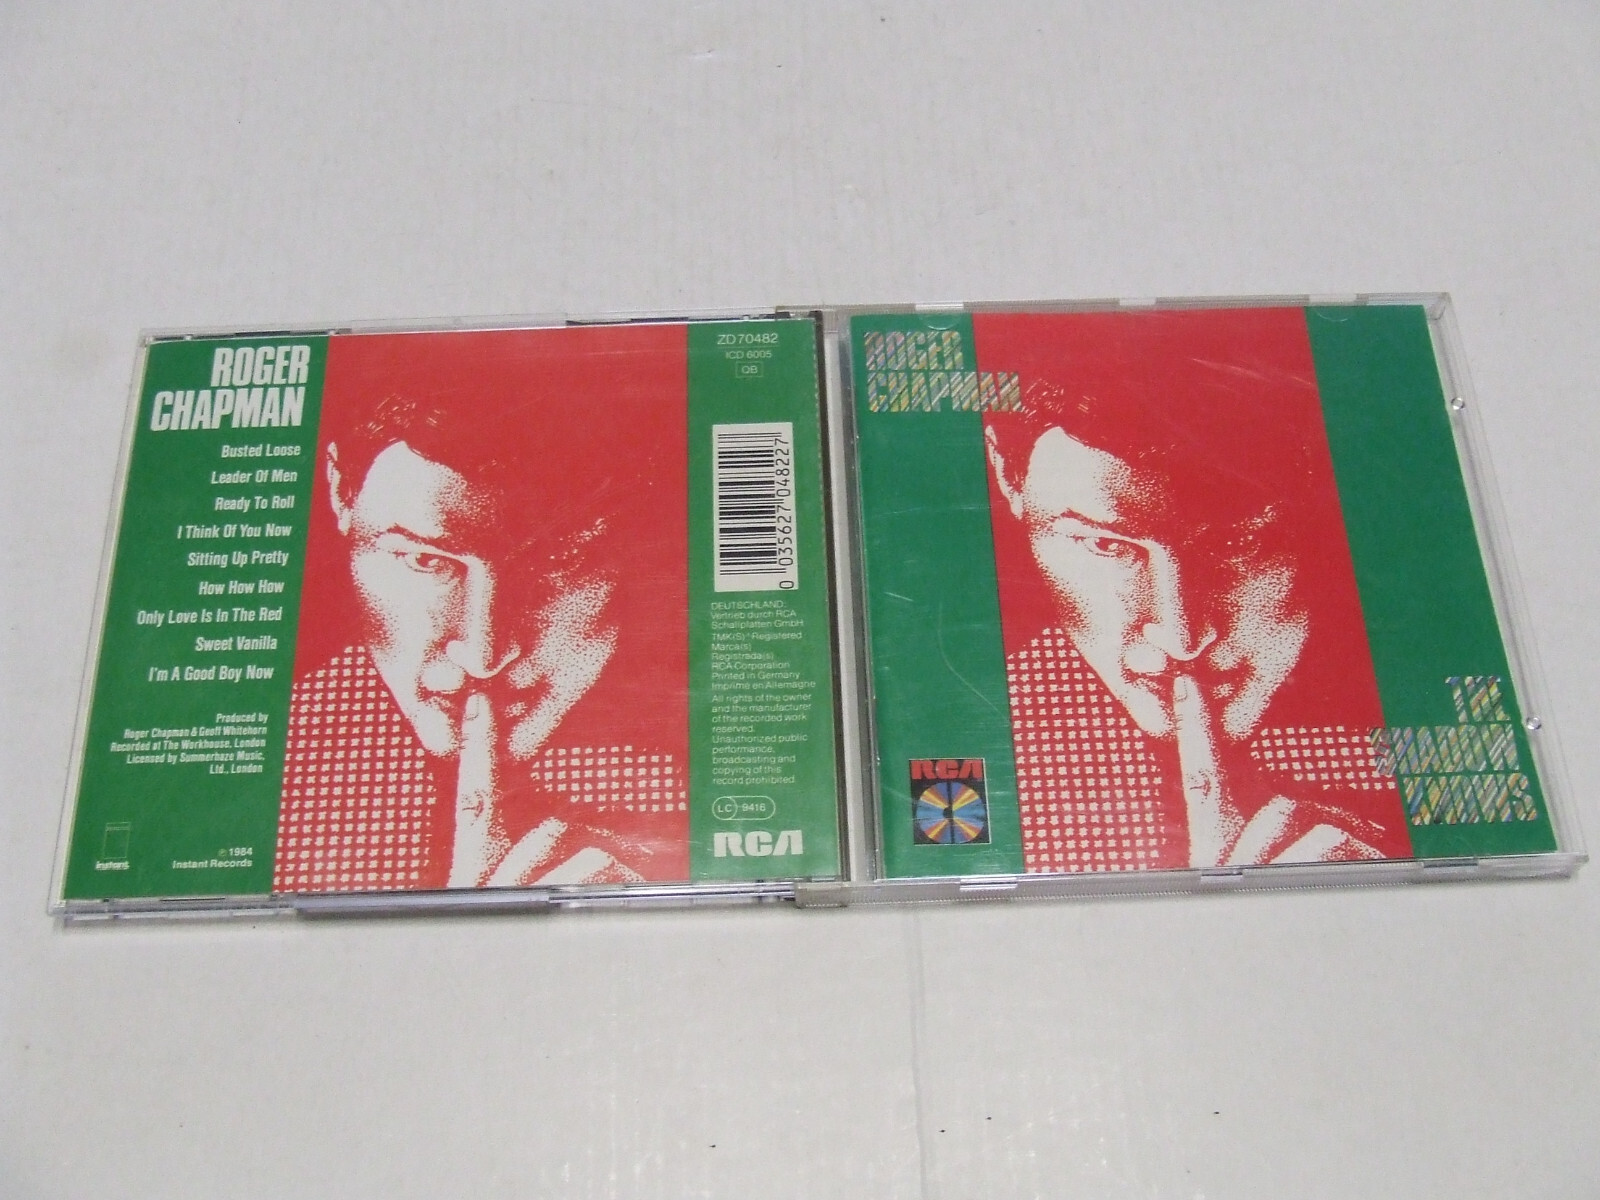 ROGER
CHAPMAN
Busted Loose
Leader Of Men
Ready To Roll
I Think Of You Now
Sitting Up Pretty
How How How
Only Love Is In The Red
Sweet Vanilla
I'm A Good Boy Now
Produced by
Roger Chapman & Geoff Whitehorn
Recorded at The Workhouse, London
Licensed by Summerhaze Music,
Ltd., London
Instant
℗ 1984
Instant Records
ZD70482
ICD 6005
QB
0 035627 048227
DEUTSCHLAND:
Vertrieb durch RCA
Schallplatten GmbH
TMK(S) ® Registered
Marca(s)
Registrada(s)
RCA Corporation
Printed in Germany
Imprimé en Allemagne
All rights of the owner
and the manufacturer
of the recorded work
reserved.
Unauthorized public
performance,
broadcasting and
copying of this
record prohibited.
LC 9416
RCA
ROGER
CHAPMAN
THE
SHADOW
KNOWS
RCA